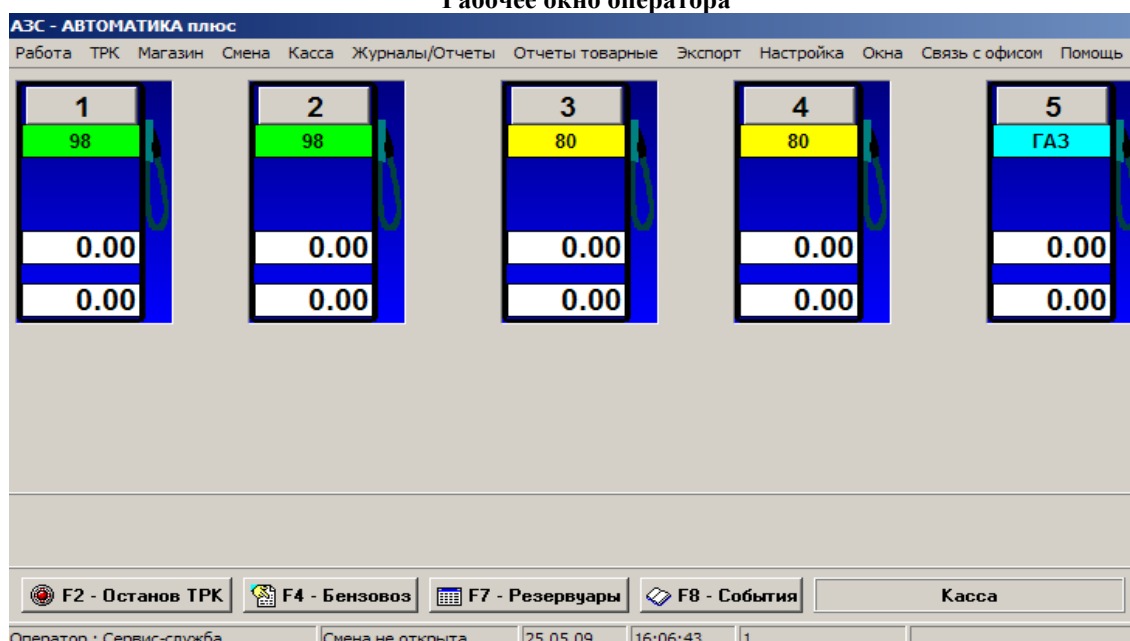 Рабочее окно оператора
АЗС - АВТОМАТИКА плюс
Работа ТРК Магазин Смена Касса Журналы/Отчеты Отчеты товарные Экспорт Настройка Окна Связь с офисом Помощь
1 2 3 4 5
98 98 80 80 ГАЗ
0.00 0.00 0.00 0.00 0.00
0.00 0.00 0.00 0.00 0.00
F2 - Останов ТРК F4 - Бензовоз F7 - Резервуары F8 - События Касса
Оператор : Сервис-служба Смена не открыта 25.05.09 16:06:43 1